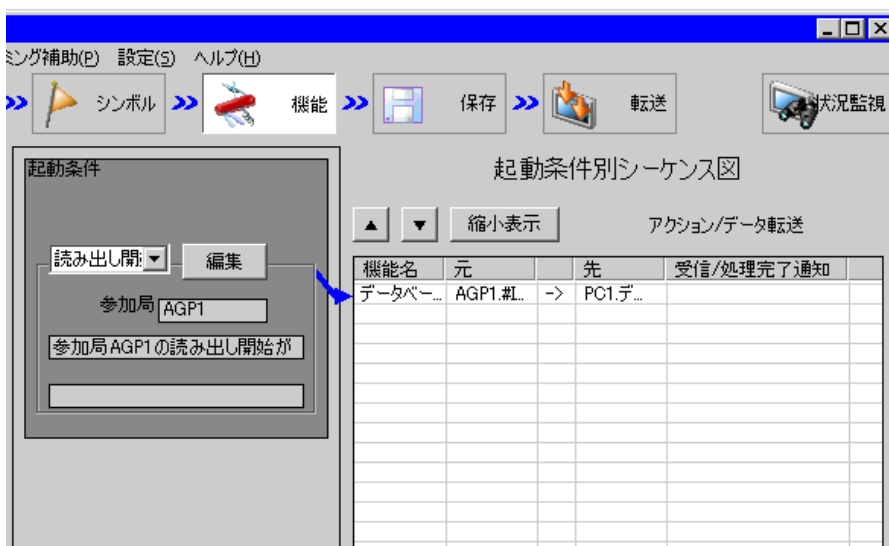 ミング補助(P) 設定(S) ヘルプ(H)
シンボル 機能 保存 転送 状況監視
起動条件
読み出し開 編集
参加局 AGP1
参加局AGP1の読み出し開始が
起動条件別シーケンス図
▲ ▼ 縮小表示 アクション/データ転送
機能名 元 先 受信/処理完了通知
データベー... AGP1.#I... -> PC1.デ...